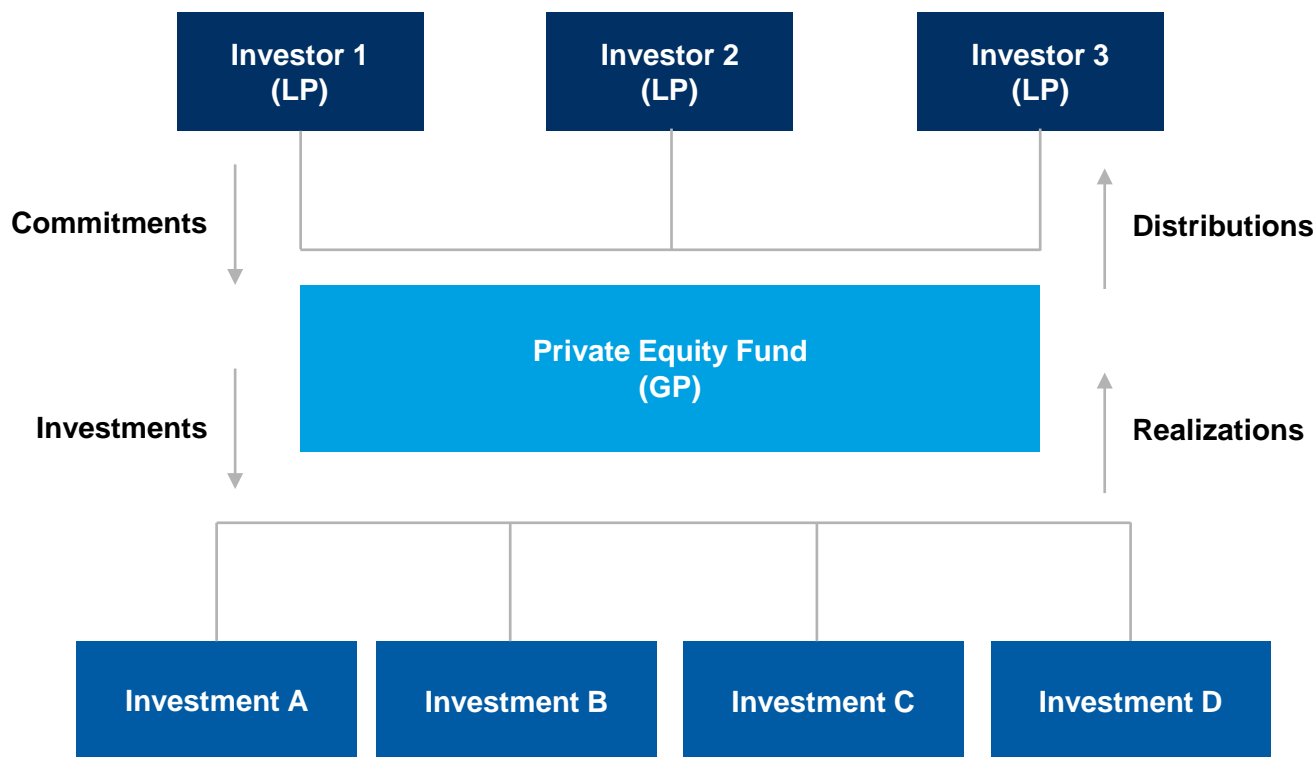 Investor 1
(LP)
Investor 2
(LP)
Investor 3
(LP)
Commitments
Distributions
Private Equity Fund
(GP)
Investments
Realizations
Investment A
Investment B
Investment C
Investment D